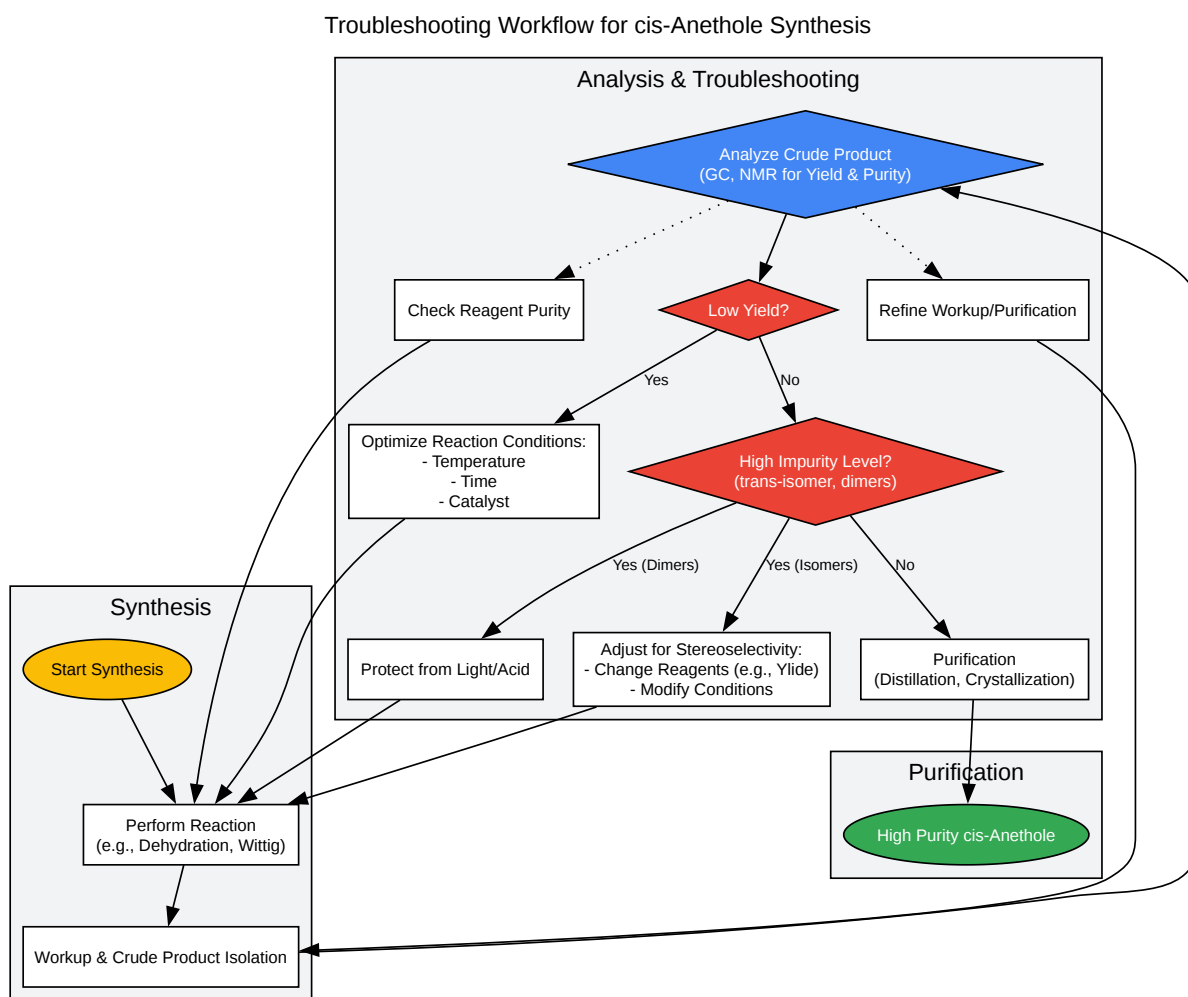 Troubleshooting Workflow for cis-Anethole Synthesis
Analysis & Troubleshooting
Analyze Crude Product
(GC, NMR for Yield & Purity)
Check Reagent Purity
Low Yield?
Refine Workup/Purification
Yes
No
Optimize Reaction Conditions:
- Temperature
- Time
- Catalyst
High Impurity Level?
(trans-isomer, dimers)
Yes (Dimers)
Yes (Isomers)
No
Synthesis
Start Synthesis
Protect from Light/Acid
Adjust for Stereoselectivity:
- Change Reagents (e.g., Ylide)
- Modify Conditions
Purification
(Distillation, Crystallization)
Purification
Perform Reaction
(e.g., Dehydration, Wittig)
High Purity cis-Anethole
Workup & Crude Product Isolation